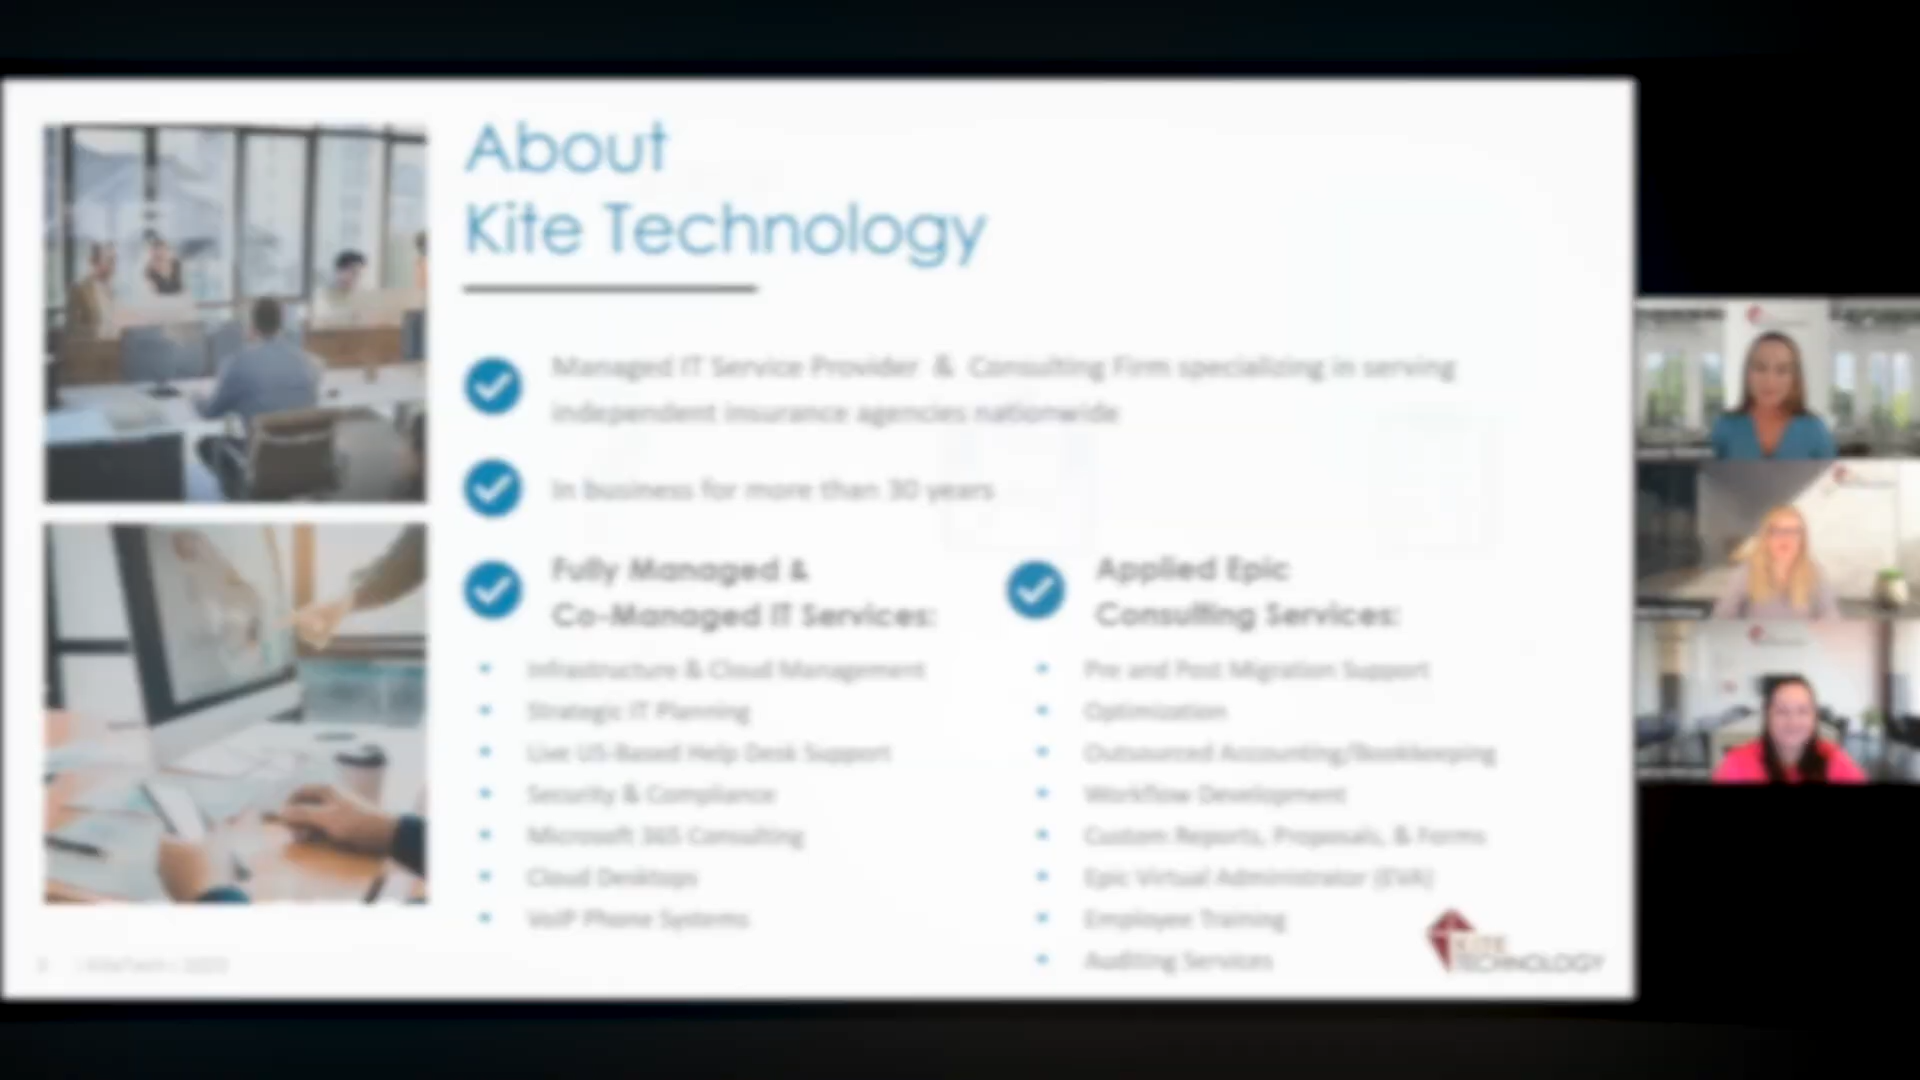 About
Kite Technology
Managed IT Service Provider & Consulting Firm specializing in serving
independent insurance agencies nationwide
In business for more than 30 years
Fully Managed &
Co-Managed IT Services:
Infrastructure & Cloud Management
Strategic IT Planning
Live US-Based Help Desk Support
Security & Compliance
Microsoft 365 Consulting
Cloud Desktops
VoIP Phone Systems
Applied Epic
Consulting Services:
Pre and Post Migration Support
Optimization
Outsourced Accounting/Bookkeeping
Workflow Development
Custom Reports, Proposals, & Forms
Epic Virtual Administrator (EVA)
Employee Training
Auditing Services
KITE
TECHNOLOGY